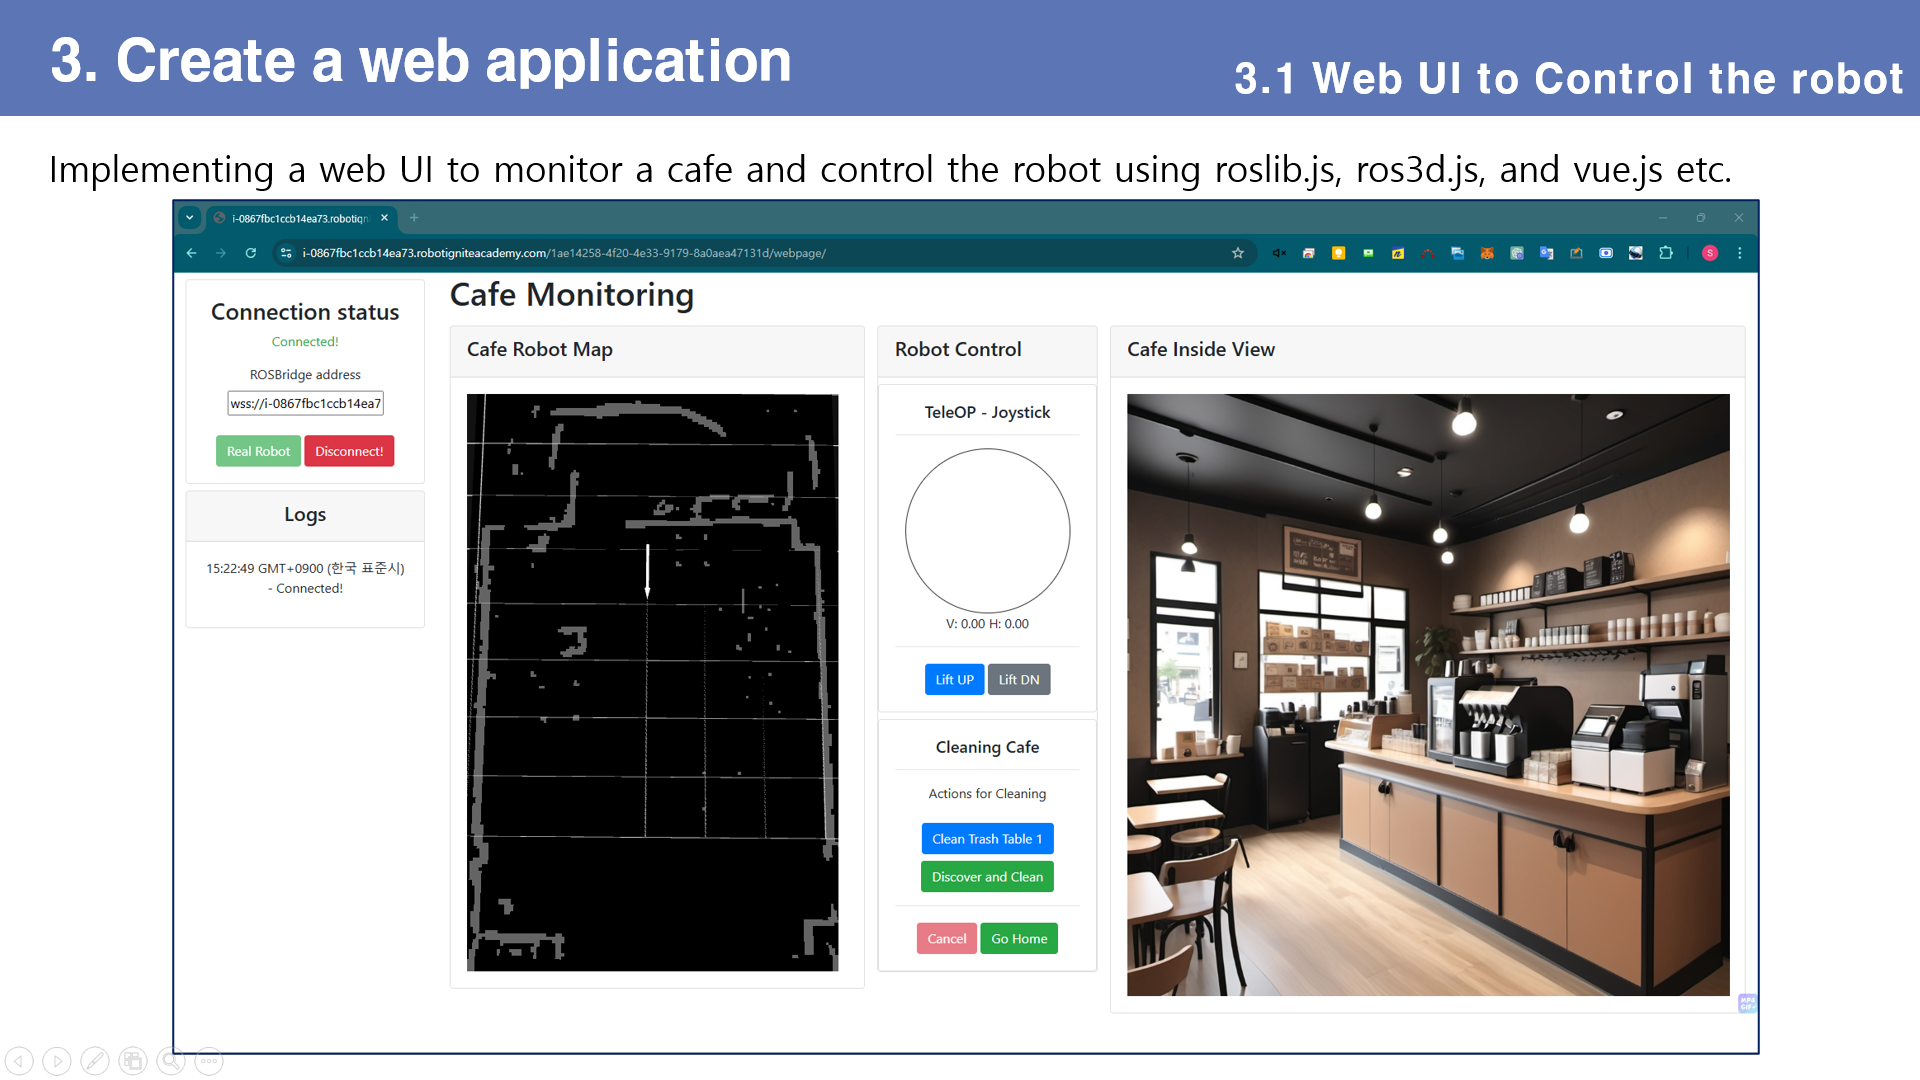 3. Create a web application
3.1 Web UI to Control the robot
Implementing a web UI to monitor a cafe and control the robot using roslib.js, ros3d.js, and vue.js etc.
i-0867fbc1ccb14ea73.robotiqn
i-0867fbc1ccb14ea73.robotigniteacademy.com/1ae14258-4f20-4e33-9179-8a0aea47131d/webpage/
S
Connection status
Connected!
ROSBridge address
wss://i-0867fbc1ccb14ea7
Real Robot
Disconnect!
Logs
15:22:49 GMT+0900 (한국 표준시)
- Connected!
Cafe Monitoring
Cafe Robot Map
Robot Control
TeleOP - Joystick
V: 0.00 H: 0.00
Lift UP
Lift DN
Cleaning Cafe
Actions for Cleaning
Clean Trash Table 1
Discover and Clean
Cancel
Go Home
Cafe Inside View
MP4
GIF